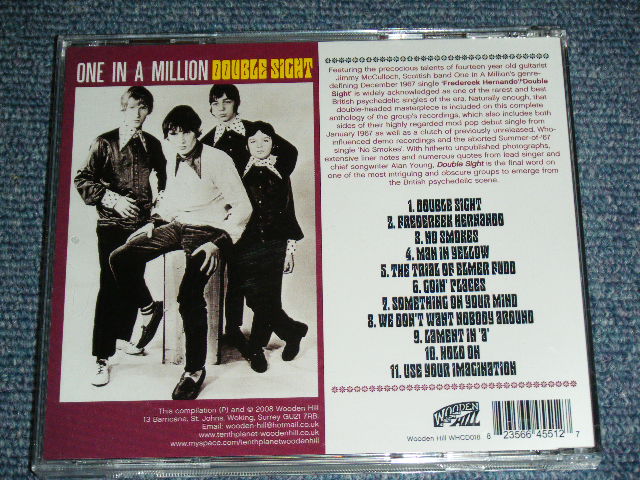 ONE IN A MILLION DOUBLE SIGHT
Featuring the precocious talents of fourteen year old guitarist
Jimmy McCulloch, Scottish band One In A Million's genre-
defining December 1967 single 'Fredereek Hernando'/'Double
Sight' is widely acknowledged as one of the rarest and best
British psychedelic singles of the era. Naturally enough, that
double-headed masterpiece is included on this complete
anthology of the group's recordings, which also includes both
sides of their highly regarded mod pop debut single from
January 1967 as well as a clutch of previously unreleased, Who-
influenced demo recordings and the aborted Summer-of-'67
single 'No Smokes'. With hitherto unpublished photographs,
extensive liner notes and numerous quotes from lead singer and
chief songwriter Alan Young, Double Sight is the final word on
one of the most intriguing and obscure groups to emerge from
the British psychedelic scene.
1. DOUBLE SIGHT
2. FREDEREEK HERNANDO
3. NO SMOKES
4. MAN IN YELLOW
5. THE TRIAL OF ELMER FUDD
6. GOIN' PLACES
7. SOMETHING ON YOUR MIND
8. WE DON'T WANT NOBODY AROUND
9. LAMENT IN 'A'
10. HOLD ON
11. USE YOUR IMAGINATION
This compilation (P) and © 2008 Wooden Hill
13 Barricane, St. Johns, Woking, Surrey GU21 7RB.
Email: wooden-hill@hotmail.co.uk
www.tenthplanet-woodenhill.co.uk
www.myspace.com/tenthplanetwoodenhill
WOODEN HILL
Wooden Hill WHCD018
8 23566 45512 7